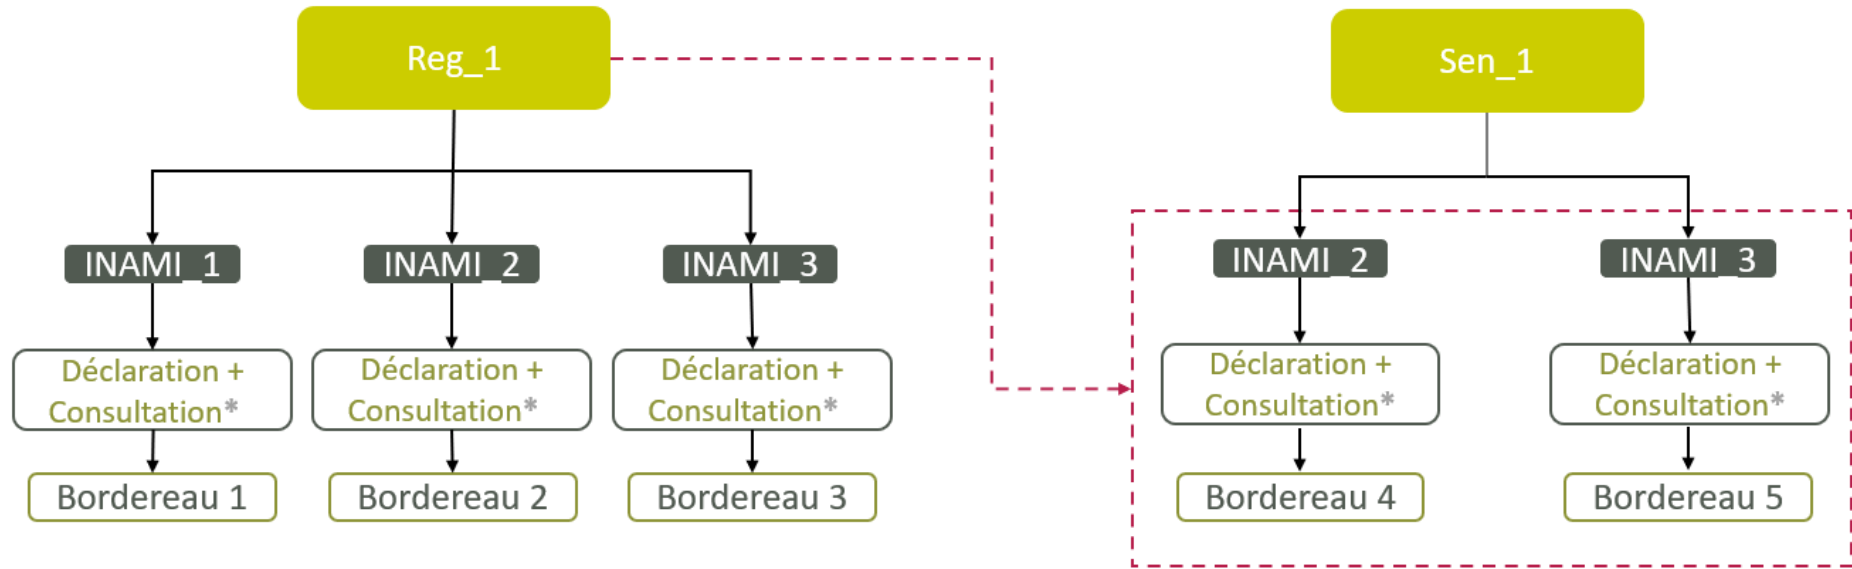 Reg_1
Sen_1
INAMI_1
INAMI_2
INAMI_3
INAMI_2
INAMI_3
Déclaration +
Consultation*
Déclaration +
Consultation*
Déclaration +
Consultation*
Déclaration +
Consultation*
Déclaration +
Consultation*
Bordereau 1
Bordereau 2
Bordereau 3
Bordereau 4
Bordereau 5